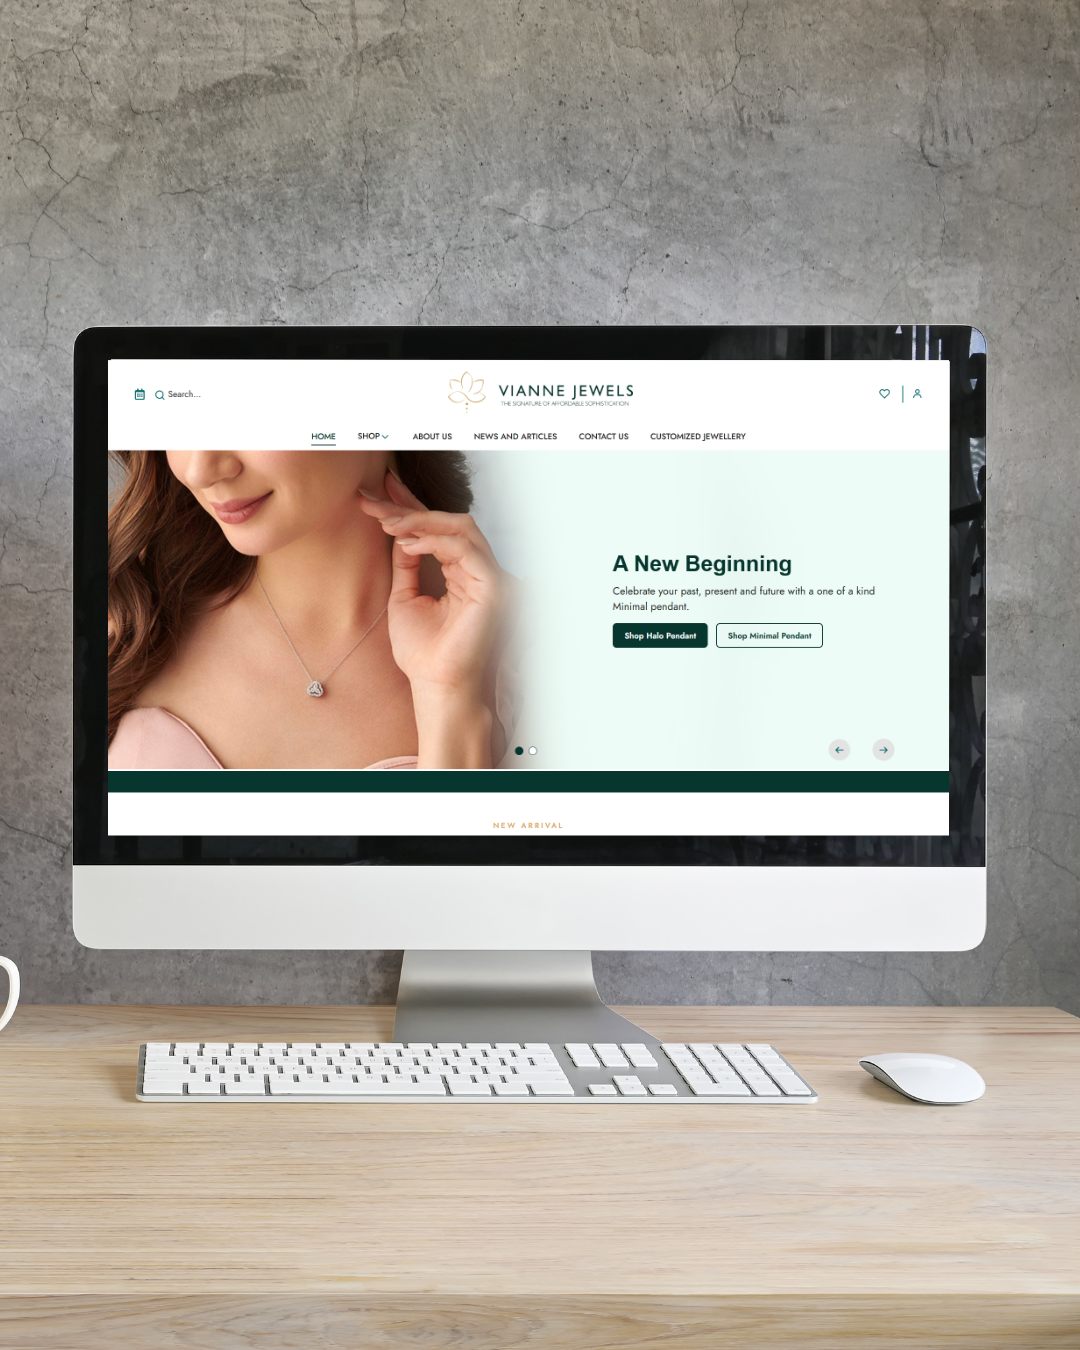 Search...
VIANNE JEWELS
THE SIGNATURE OF AFFORDABLE SOPHISTICATION
HOME SHOP ABOUT US NEWS AND ARTICLES CONTACT US CUSTOMIZED JEWELLERY
A New Beginning
Celebrate your past, present and future with a one of a kind
Minimal pendant.
Shop Halo Pendant Shop Minimal Pendant
NEW ARRIVAL